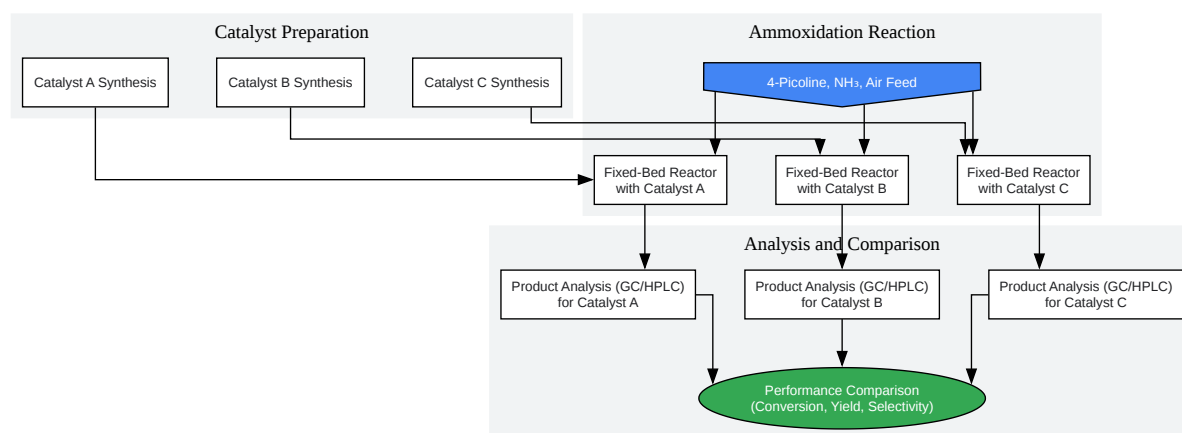 Catalyst Preparation
Ammoxidation Reaction
Catalyst A Synthesis
Catalyst B Synthesis
Catalyst C Synthesis
4-Picoline, NH₃, Air Feed
Fixed-Bed Reactor
with Catalyst A
Fixed-Bed Reactor
with Catalyst B
Fixed-Bed Reactor
with Catalyst C
Analysis and Comparison
Product Analysis (GC/HPLC)
for Catalyst A
Product Analysis (GC/HPLC)
for Catalyst B
Product Analysis (GC/HPLC)
for Catalyst C
Performance Comparison
(Conversion, Yield, Selectivity)